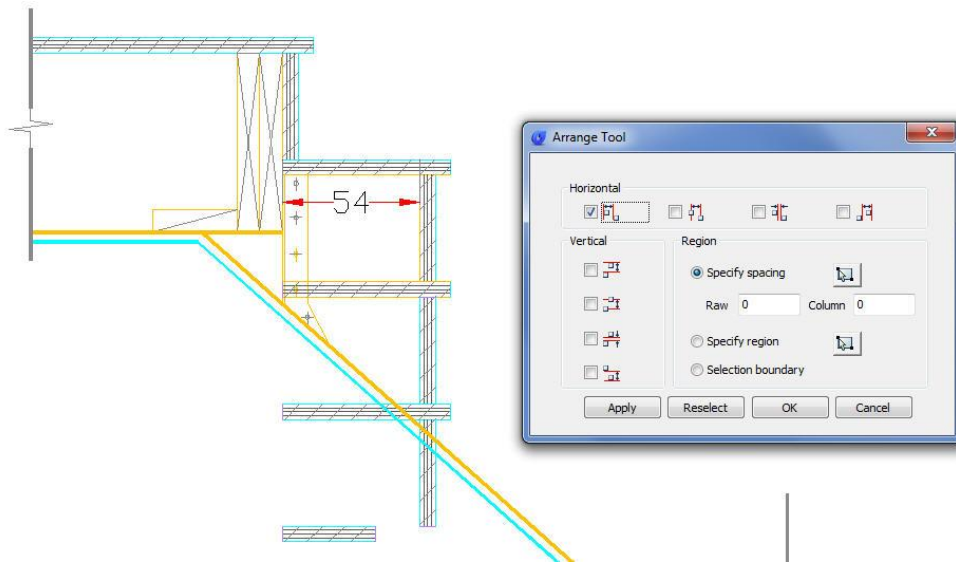 54
Arrange Tool
Horizontal
Vertical
Region
Specify spacing
Raw 0 Column 0
Specify region
Selection boundary
Apply Reselect OK Cancel